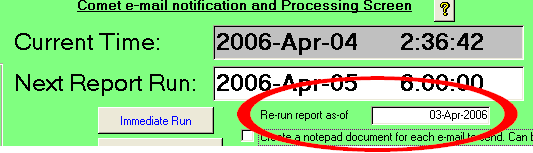 Comet e-mail notification and Processing Screen ?
Current Time: 2006-Apr-04 2:36:42
Next Report Run: 2006-Apr-05 6:00:00
Immediate Run Re-run report as-of 03-Apr-2006
Create a notepad document for each e-mail to send. Can b